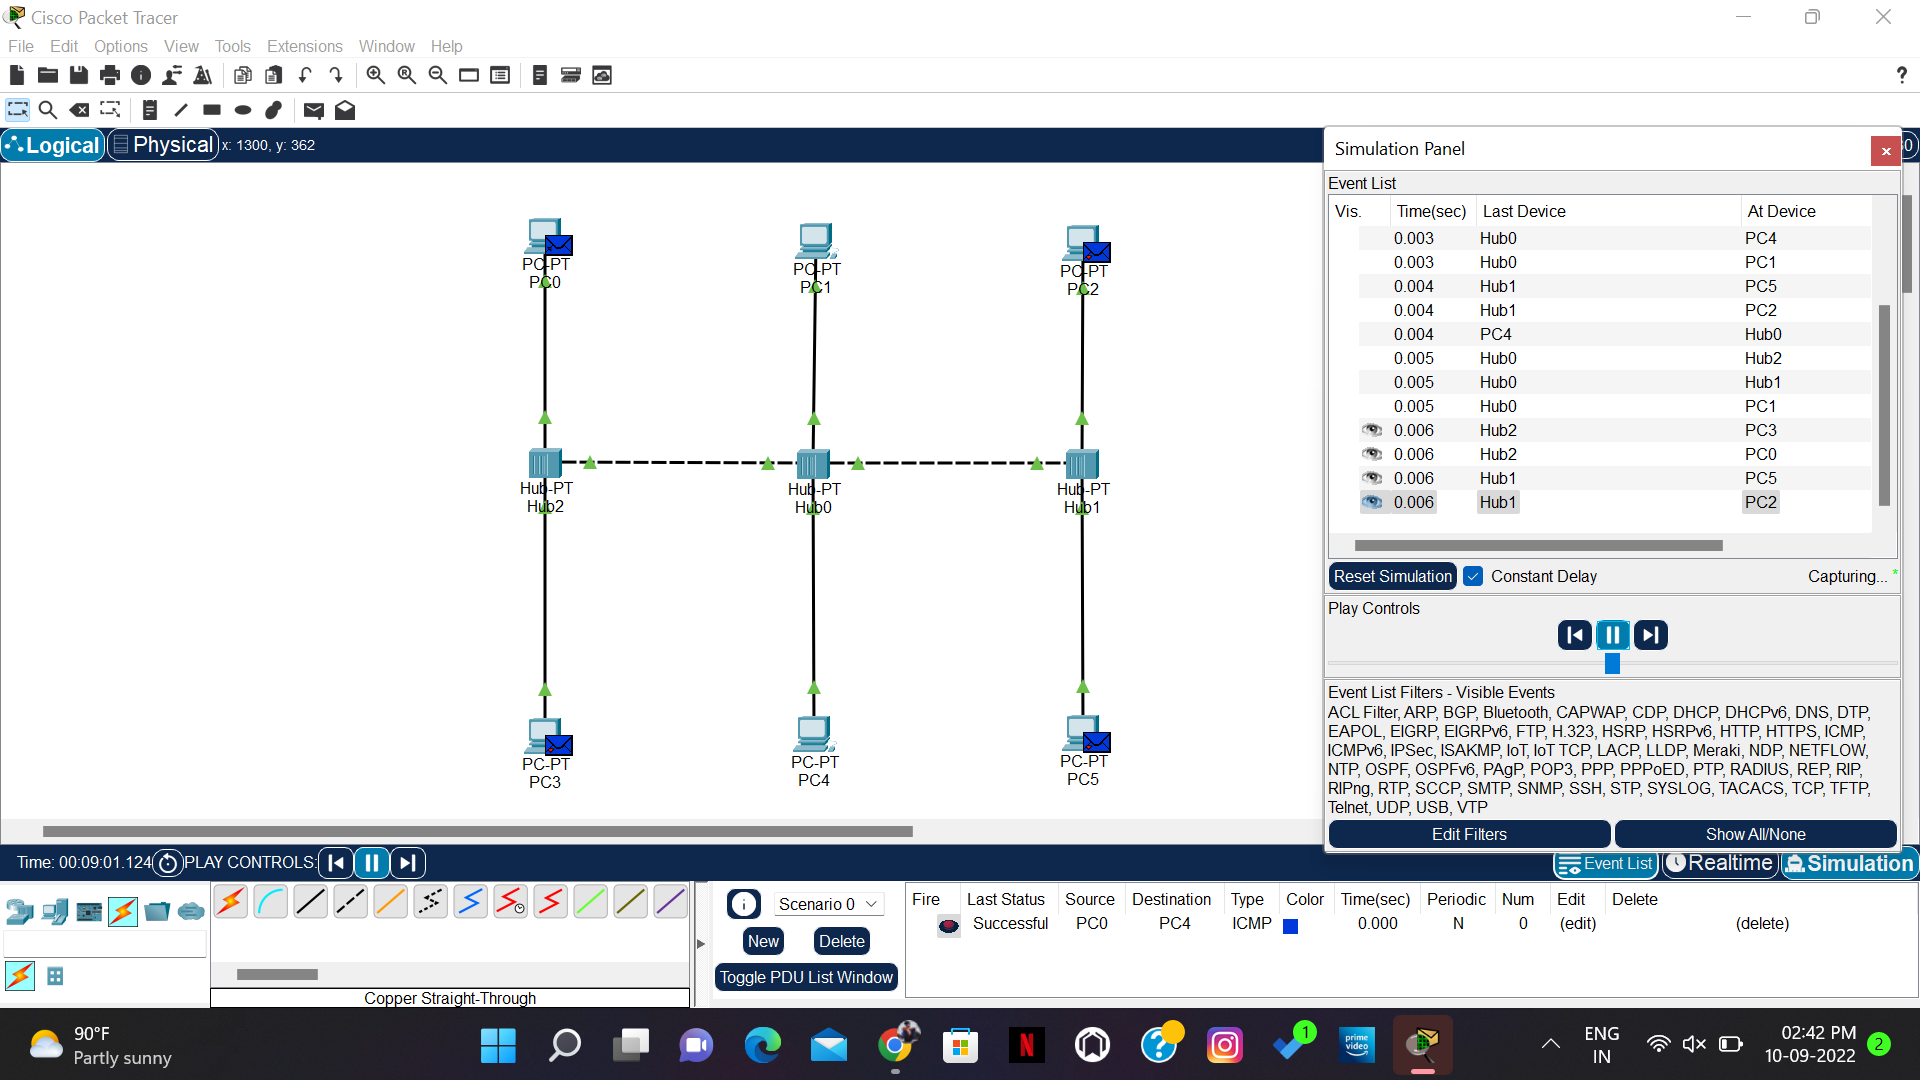 Cisco Packet Tracer
File Edit Options View Tools Extensions Window Help
?
Logical Physical x: 1300, y: 362
PC-PT
PC0
PC-PT
PC1
PC-PT
PC2
Hub-PT
Hub2
Hub-PT
Hub0
Hub-PT
Hub1
PC-PT
PC3
PC-PT
PC4
PC-PT
PC5
Simulation Panel
Event List
Vis. Time(sec) Last Device At Device
0.003 Hub0 PC4
0.003 Hub0 PC1
0.004 Hub1 PC5
0.004 Hub1 PC2
0.004 PC4 Hub0
0.005 Hub0 Hub2
0.005 Hub0 Hub1
0.005 Hub0 PC1
0.006 Hub2 PC3
0.006 Hub2 PC0
0.006 Hub1 PC5
0.006 Hub1 PC2
Reset Simulation Constant Delay Capturing... *
Play Controls
Event List Filters - Visible Events
ACL Filter, ARP, BGP, Bluetooth, CAPWAP, CDP, DHCP, DHCPv6, DNS, DTP,
EAPOL, EIGRP, EIGRPv6, FTP, H.323, HSRP, HSRPv6, HTTP, HTTPS, ICMP,
ICMPv6, IPSec, ISAKMP, IoT, IoT TCP, LACP, LLDP, Meraki, NDP, NETFLOW,
NTP, OSPF, OSPFv6, PAgP, POP3, PPP, PPPoED, PTP, RADIUS, REP, RIP,
RIPng, RTP, SCCP, SMTP, SNMP, SSH, STP, SYSLOG, TACACS, TCP, TFTP,
Telnet, UDP, USB, VTP
Edit Filters Show All/None
Time: 00:09:01.124 PLAY CONTROLS:
Event List Realtime Simulation
Scenario 0
New Delete
Toggle PDU List Window
Fire Last Status Source Destination Type Color Time(sec) Periodic Num Edit Delete
Successful PC0 PC4 ICMP 0.000 N 0 (edit) (delete)
Copper Straight-Through
90°F
Partly sunny
N
?
1
prime
video
ENG
IN
02:42 PM
10-09-2022
2